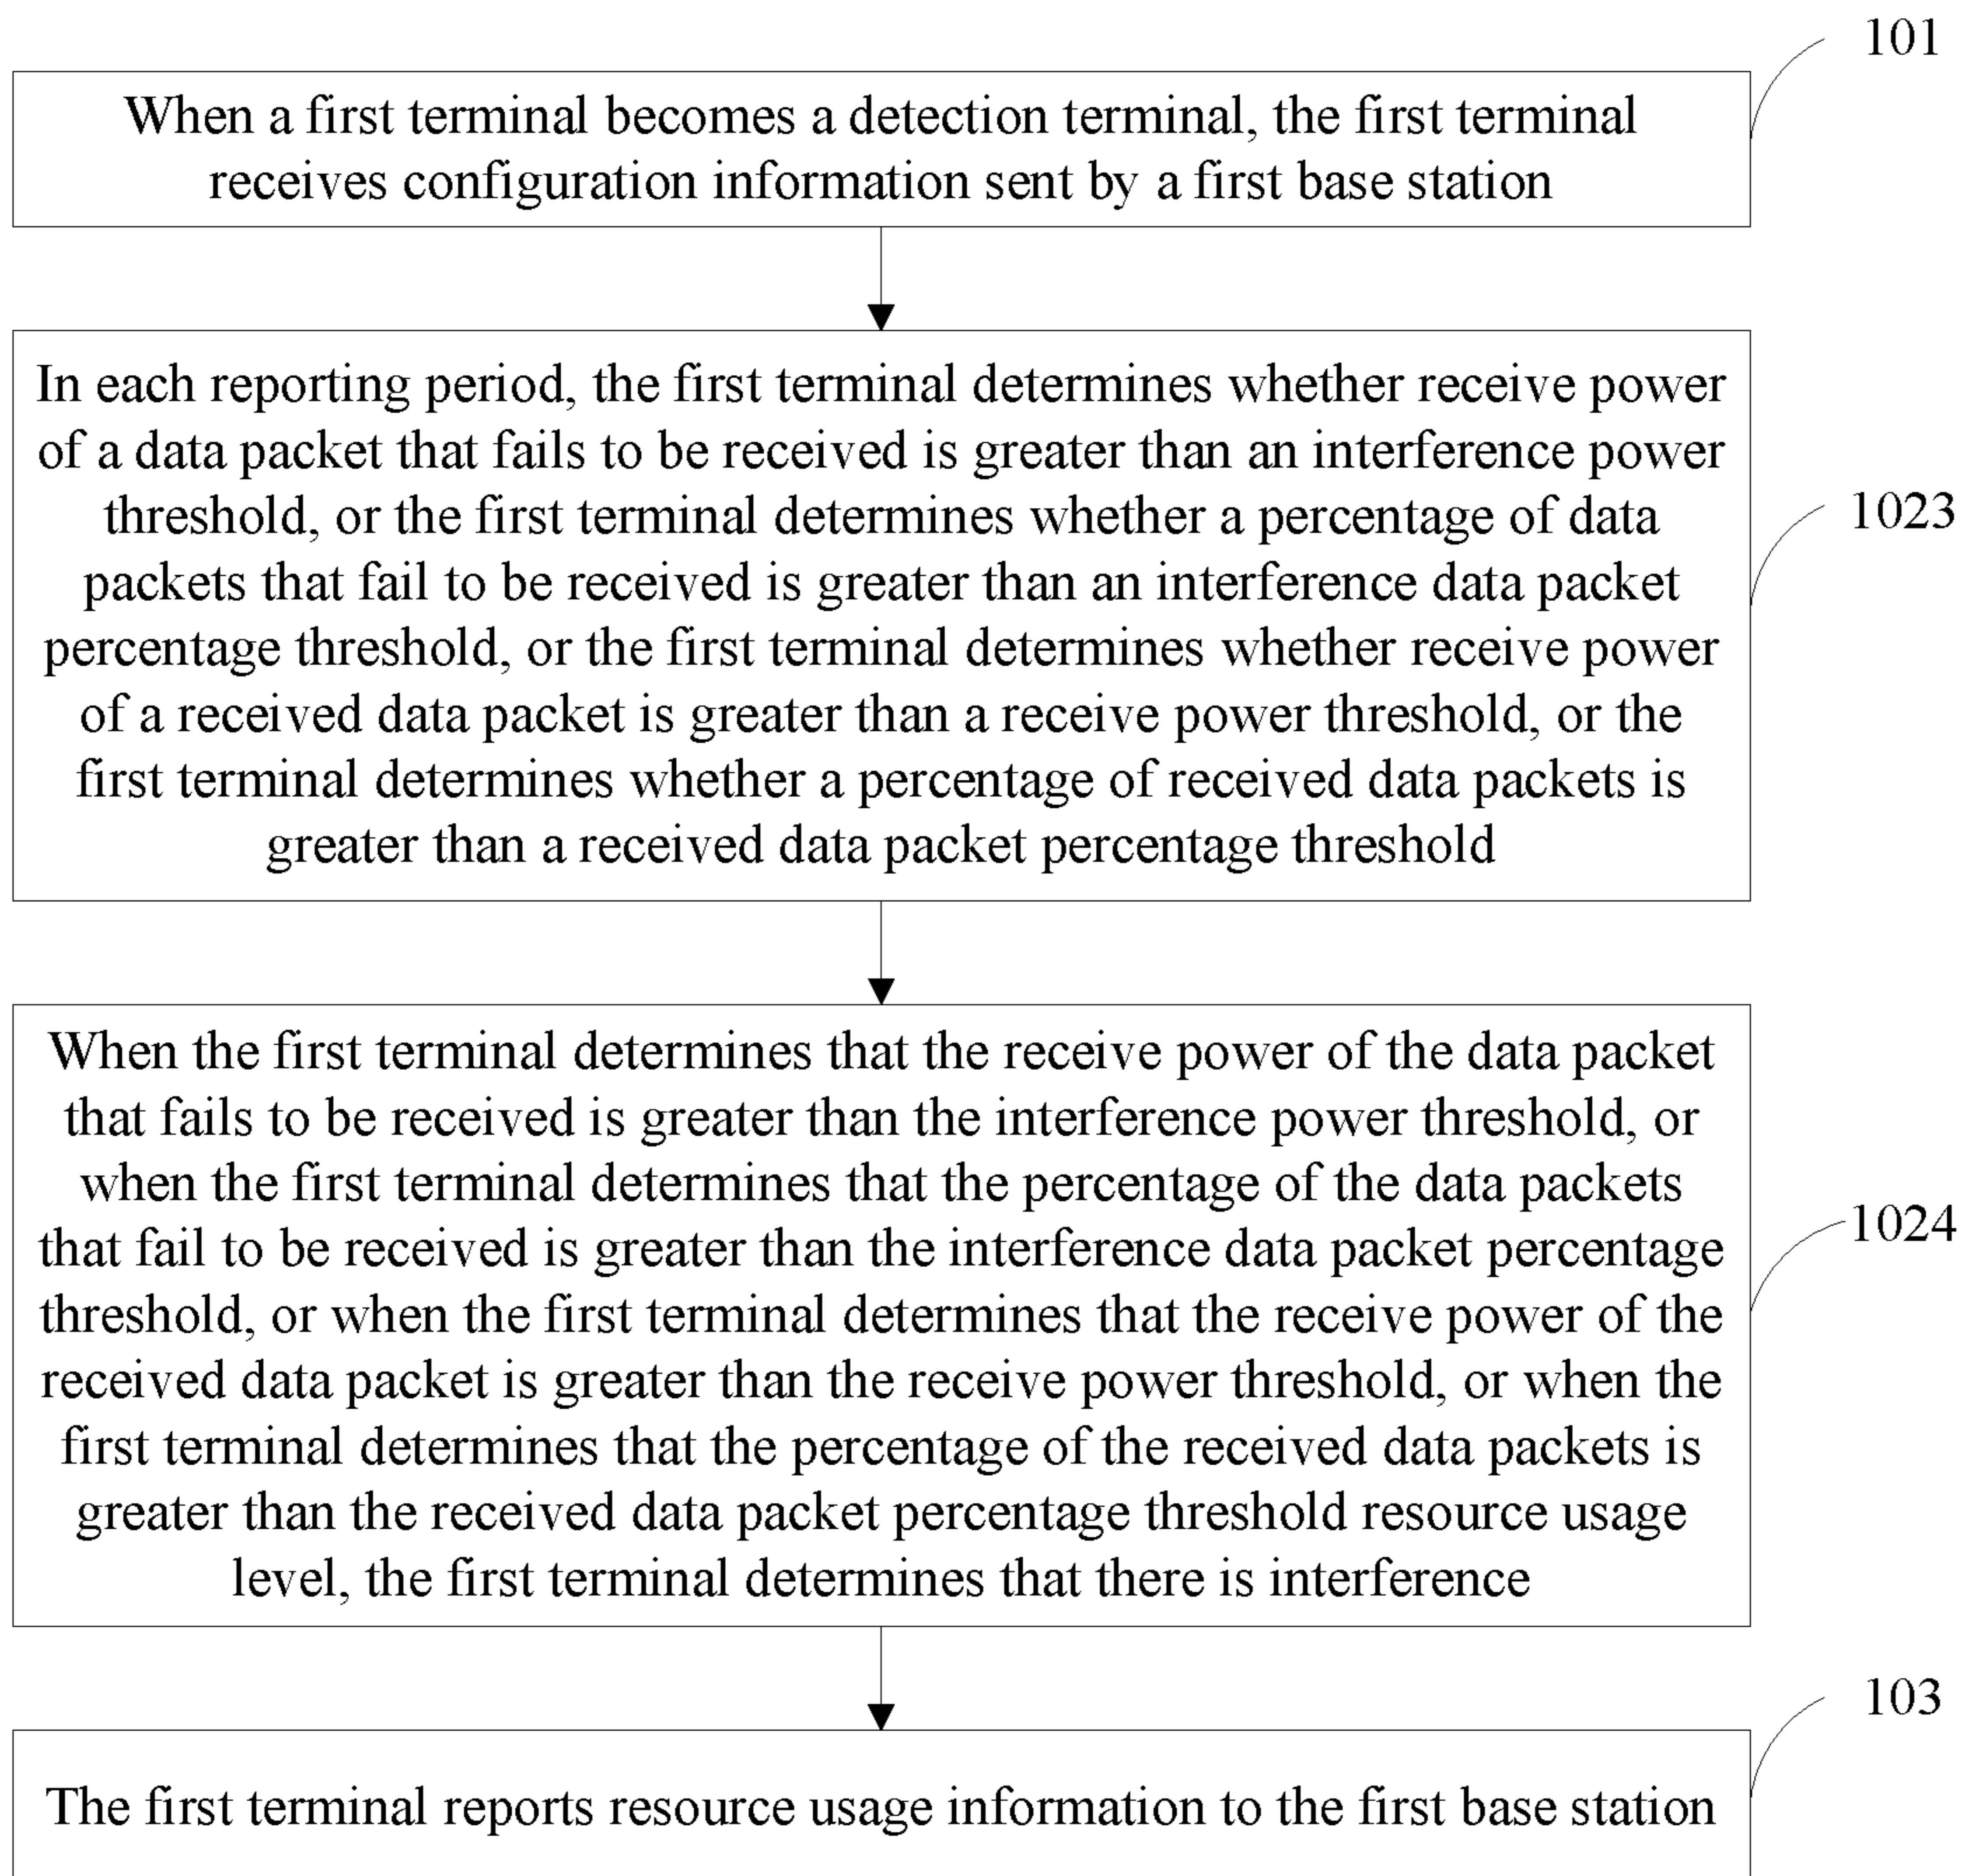 101
When a first terminal becomes a detection terminal, the first terminal
receives configuration information sent by a first base station
In each reporting period, the first terminal determines whether receive power
of a data packet that fails to be received is greater than an interference power
threshold, or the first terminal determines whether a percentage of data
packets that fail to be received is greater than an interference data packet
percentage threshold, or the first terminal determines whether receive power
of a received data packet is greater than a receive power threshold, or the
first terminal determines whether a percentage of received data packets is
greater than a received data packet percentage threshold
1023
When the first terminal determines that the receive power of the data packet
that fails to be received is greater than the interference power threshold, or
when the first terminal determines that the percentage of the data packets
that fail to be received is greater than the interference data packet percentage
threshold, or when the first terminal determines that the receive power of the
received data packet is greater than the receive power threshold, or when the
first terminal determines that the percentage of the received data packets is
greater than the received data packet percentage threshold resource usage
level, the first terminal determines that there is interference
1024
103
The first terminal reports resource usage information to the first base station